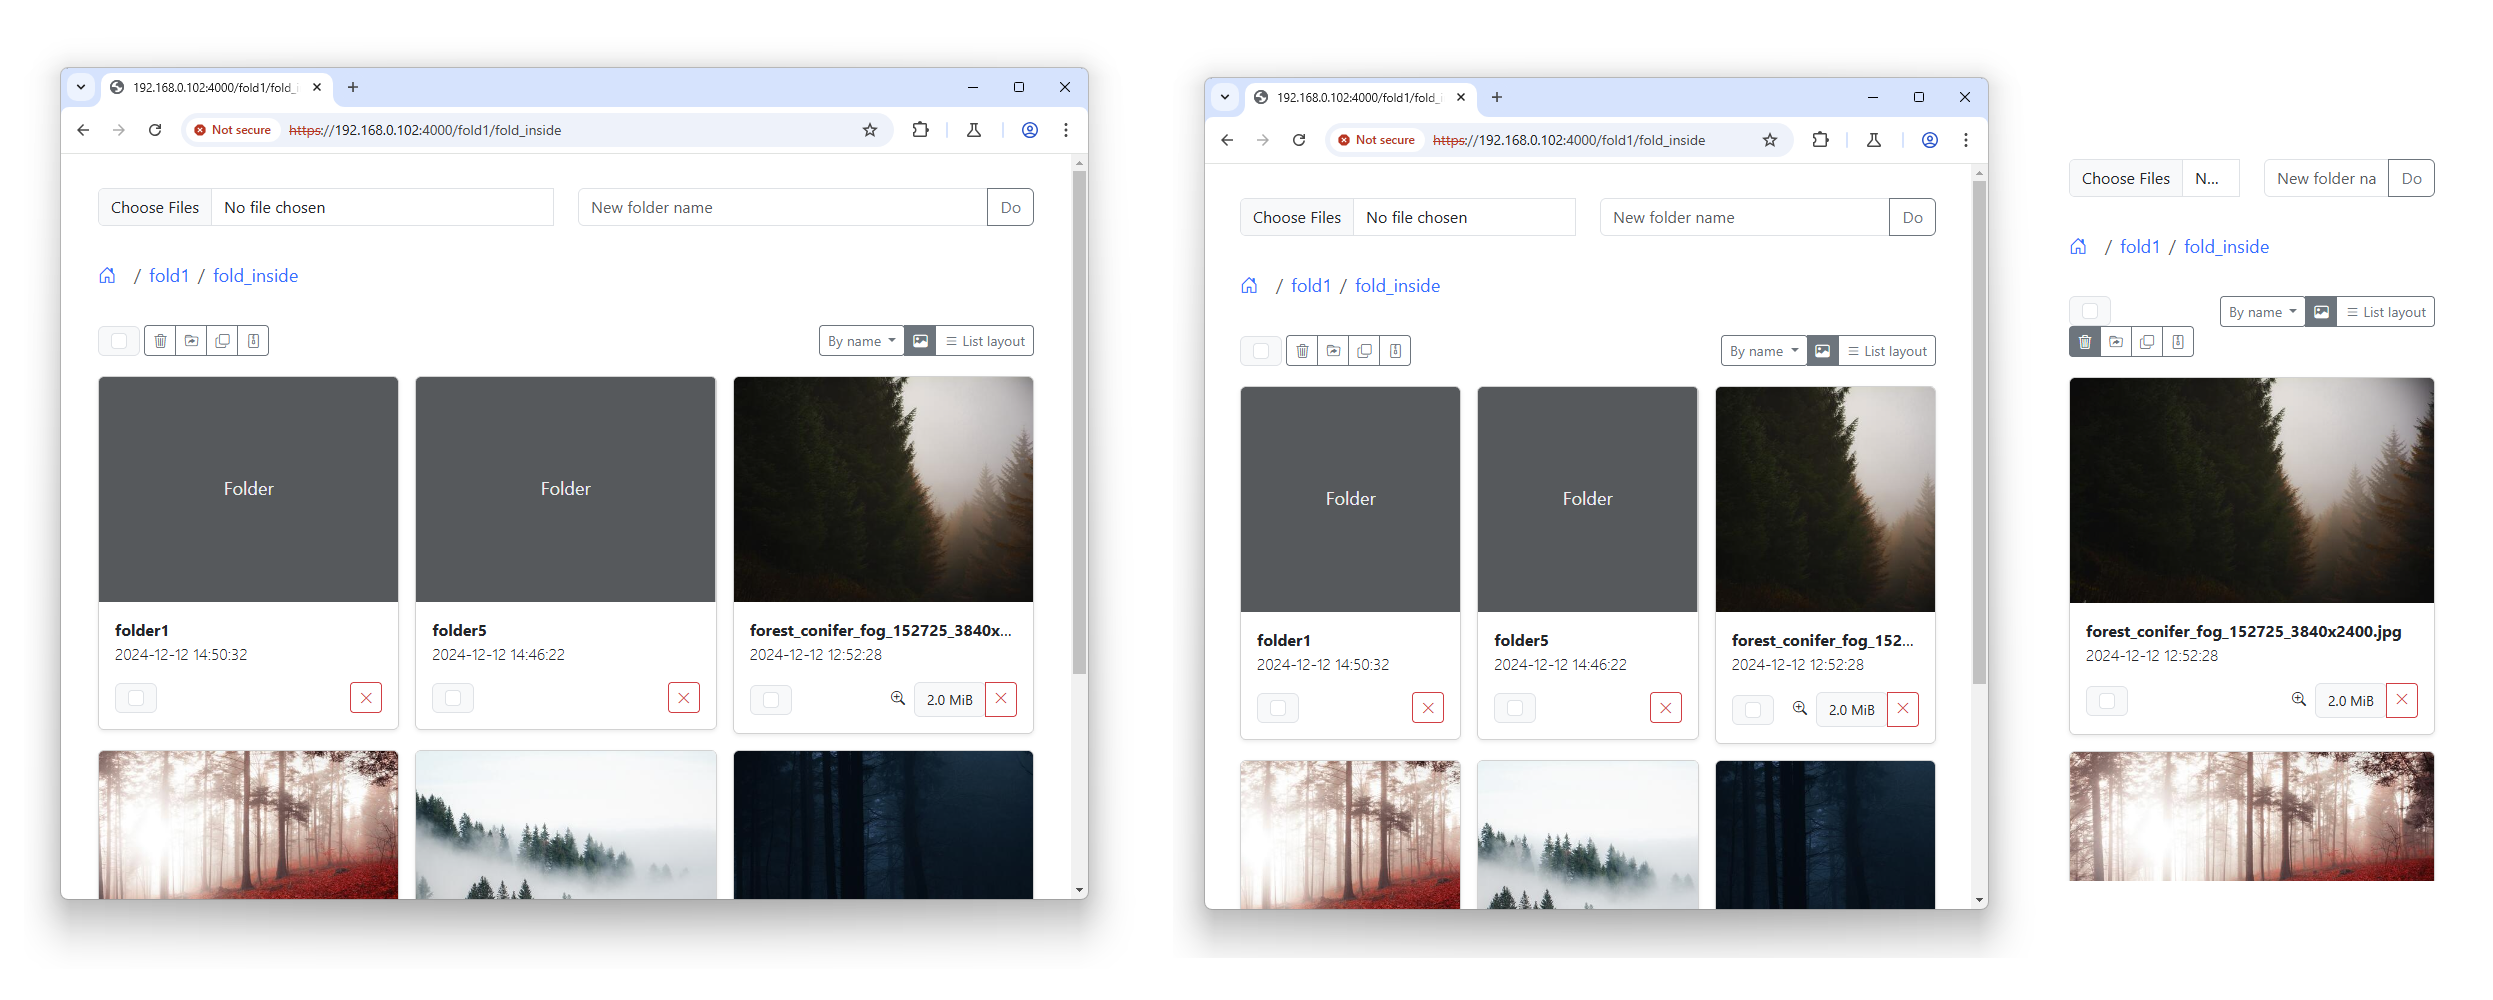 192.168.0.102:4000/fold1/fold_i
Not secure https://192.168.0.102:4000/fold1/fold_inside
Choose Files No file chosen New folder name Do
/ fold1 / fold_inside
By name List layout
Folder Folder
folder1 folder5 forest_conifer_fog_152725_3840x...
2024-12-12 14:50:32 2024-12-12 14:46:22 2024-12-12 12:52:28
2.0 MiB
192.168.0.102:4000/fold1/fold_i
Not secure https://192.168.0.102:4000/fold1/fold_inside
Choose Files No file chosen New folder name Do
/ fold1 / fold_inside
By name List layout
Folder Folder
folder1 folder5 forest_conifer_fog_152...
2024-12-12 14:50:32 2024-12-12 14:46:22 2024-12-12 12:52:28
2.0 MiB
Choose Files N... New folder na Do
/ fold1 / fold_inside
By name List layout
forest_conifer_fog_152725_3840x2400.jpg
2024-12-12 12:52:28
2.0 MiB